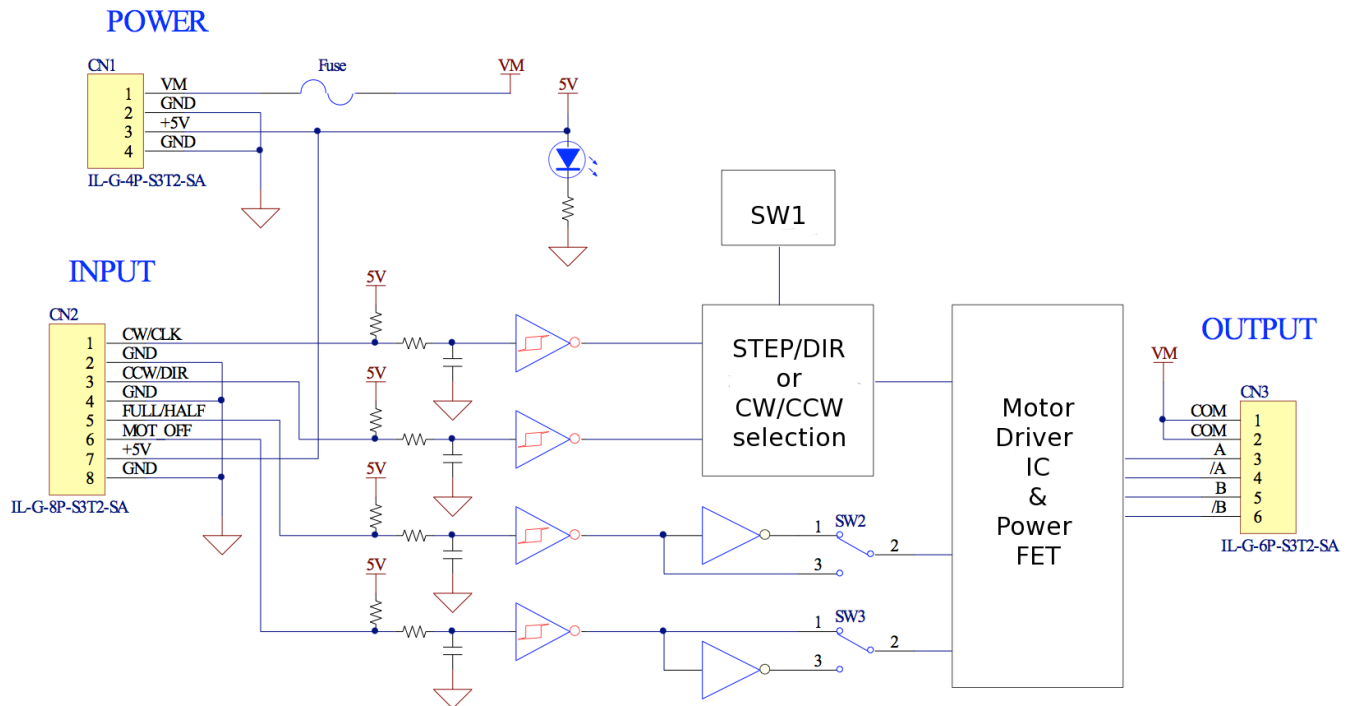 POWER
CN1
1 VM
2 GND
3 +5V
4 GND
IL-G-4P-S3T2-SA
Fuse
VM
5V
SW1
INPUT
CN2
1 CW/CLK
2 GND
3 CCW/DIR
4 GND
5 FULL/HALF
6 MOT OFF
7 +5V
8 GND
IL-G-8P-S3T2-SA
5V
5V
5V
5V
STEP/DIR
or
CW/CCW
selection
1 SW2
2
3
1 SW3
2
3
Motor
Driver
IC
&
Power
FET
OUTPUT
VM
CN3
COM 1
COM 2
A 3
/A 4
B 5
/B 6
IL-G-6P-S3T2-SA